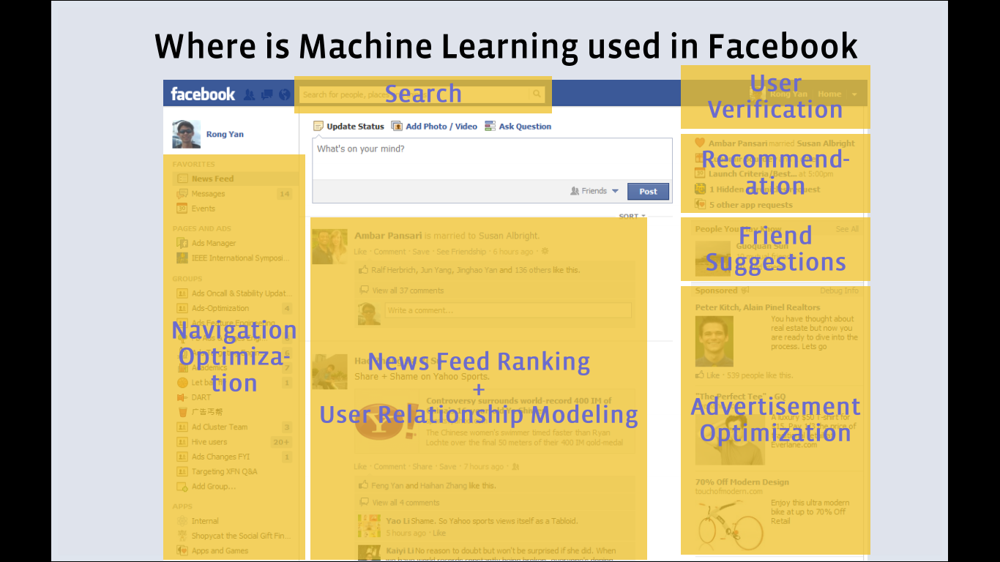 Where is Machine Learning used in Facebook
facebook
Search for people, places
Search
Rong Yan Home
User
Verification
Rong Yan
Update Status Add Photo / Video Ask Question
What's on your mind?
Friends
Post
SORT
FAVORITES
News Feed
Messages 14
Events
PAGES AND ADS
Ads Manager
IEEE International Symposi...
GROUPS
Ads Oncall & Stability Updat...
Ads-Optimization 4
Ads Feature Engineering
6
Academics 7
Let 1
DART
广告丐帮
Ad Cluster Team 3
Hive users 20+
Ads Changes FYI 1
Targeting XFN Q&A
Add Group...
APPS
Internal
Shopycat the Social Gift Fin...
Apps and Games
Navigation
Optimiza-
tion
Ambar Pansari is married to Susan Albright.
Like · Comment · Save · See Friendship · 6 hours ago ·
Ralf Herbrich, Jun Yang, Jinghao Yan and 136 others like this.
View all 37 comments
Write a comment...
Share + Shame on Yahoo Sports.
Controversy surrounds world-record 400 IM of
The Chinese women's swimmer timed faster than Ryan
Lochte over the final 50 meters of their 400 IM gold-medal
Like · Comment · Share · Save · 7 hours ago ·
Feng Yan and Haihan Zhang like this.
View all 4 comments
Yao Li Shame. So Yahoo sports views itself as a Tabloid.
5 hours ago · Like
Kaiyi Li No reason to doubt but won't be surprised if she did. When
News Feed Ranking
+
User Relationship Modeling
Ambar Pansari married Susan Albright
Launch Criteria/Best... at 5:00pm
1 Hidden request
5 other app requests
Recommend-
ation
People You May Know See All
Guoquan Sun
Friend
Suggestions
Sponsored Debug Info
Peter Kitch, Alain Pinel Realtors
You have thought about
real estate but now you
are ready to dive into the
process. Lets go
Like · 539 people like this.
"The Perfect Tee" - GQ
A luxury $50 T-shirt for
$15. Pay 1/3 the price of
Everlane.com
70% Off Modern Design
touchofmodern.com
Enjoy this ultra modern
bike at up to 70% Off
Retail
Advertisement
Optimization